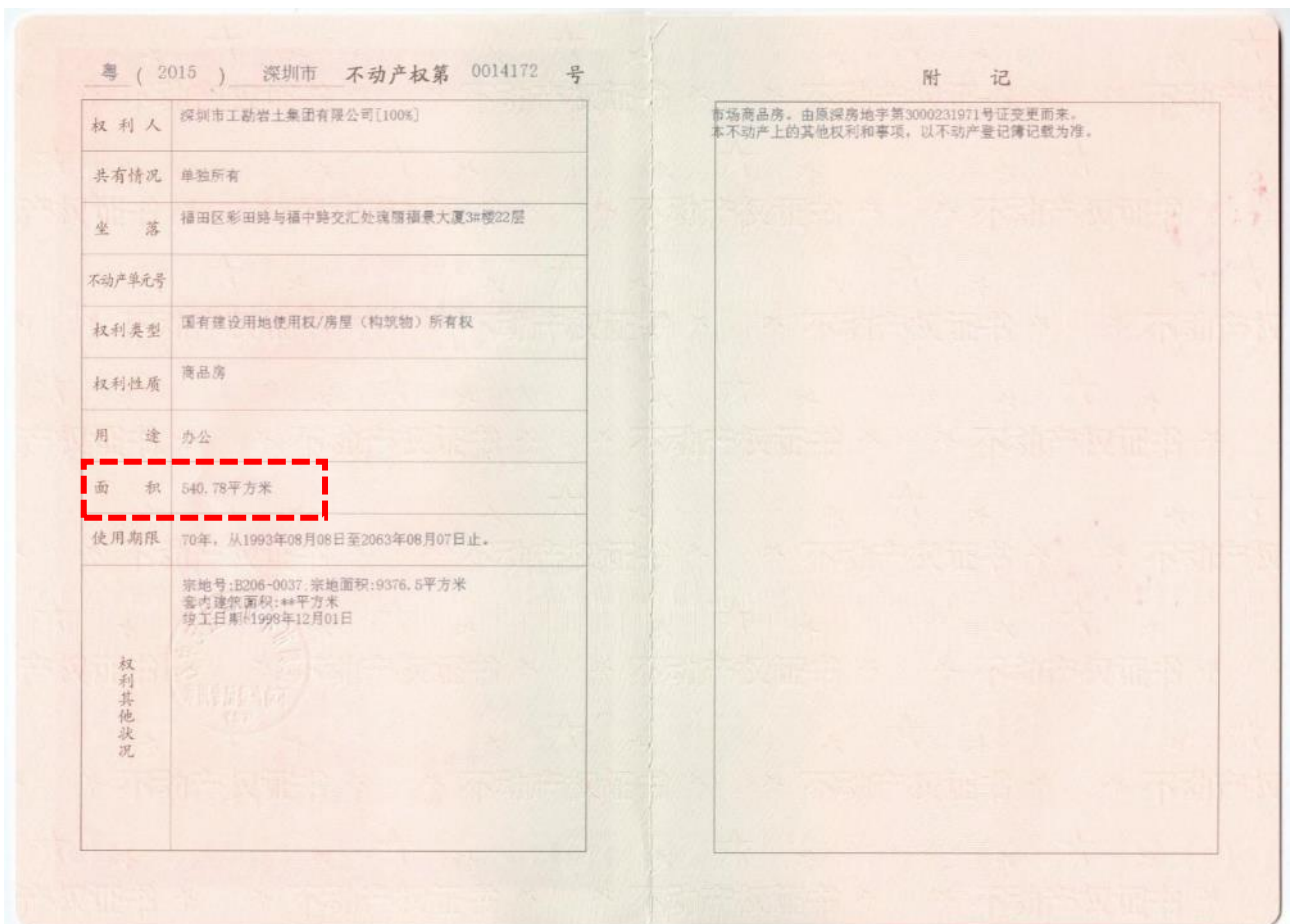 粤 ( 2015 ) 深圳市 不动产权第 0014172 号
权利人 深圳市工勘岩土集团有限公司[100%]
共有情况 单独所有
坐 落 福田区彩田路与福中路交汇处瑰丽福景大厦3#楼22层
不动产单元号
权利类型 国有建设用地使用权/房屋（构筑物）所有权
权利性质 商品房
用 途 办公
面 积 540.78平方米
使用期限 70年，从1993年08月08日至2063年08月07日止。
权利其他状况
宗地号:B206-0037 宗地面积:9376.5平方米
套内建筑面积:**平方米
竣工日期:1998年12月01日
附 记
市场商品房。由原深房地字第3000231971号证变更而来。
本不动产上的其他权利和事项，以不动产登记簿记载为准。